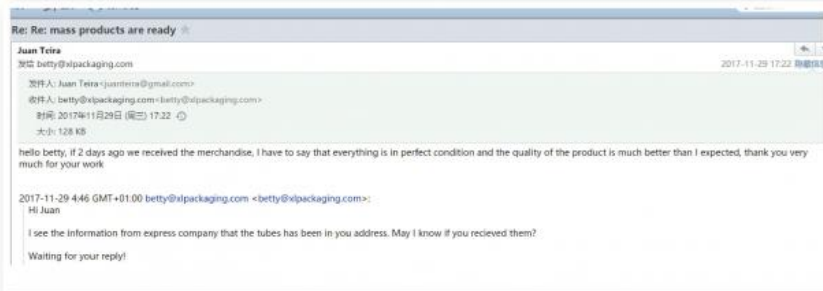 Re: Re: mass products are ready
Juan Teira
发给 betty@xlpackaging.com
2017-11-29 17:22
发件人: Juan Teira<juanteira@gmail.com>
收件人: betty@xlpackaging.com<betty@xlpackaging.com>
时间: 2017年11月29日 (周三) 17:22
大小: 128 KB
hello betty, if 2 days ago we received the merchandise, I have to say that everything is in perfect condition and the quality of the product is much better than I expected, thank you very
much for your work
2017-11-29 4:46 GMT+01:00 betty@xlpackaging.com <betty@xlpackaging.com>:
Hi Juan
I see the information from express company that the tubes has been in you address. May I know if you recieved them?
Waiting for your reply!